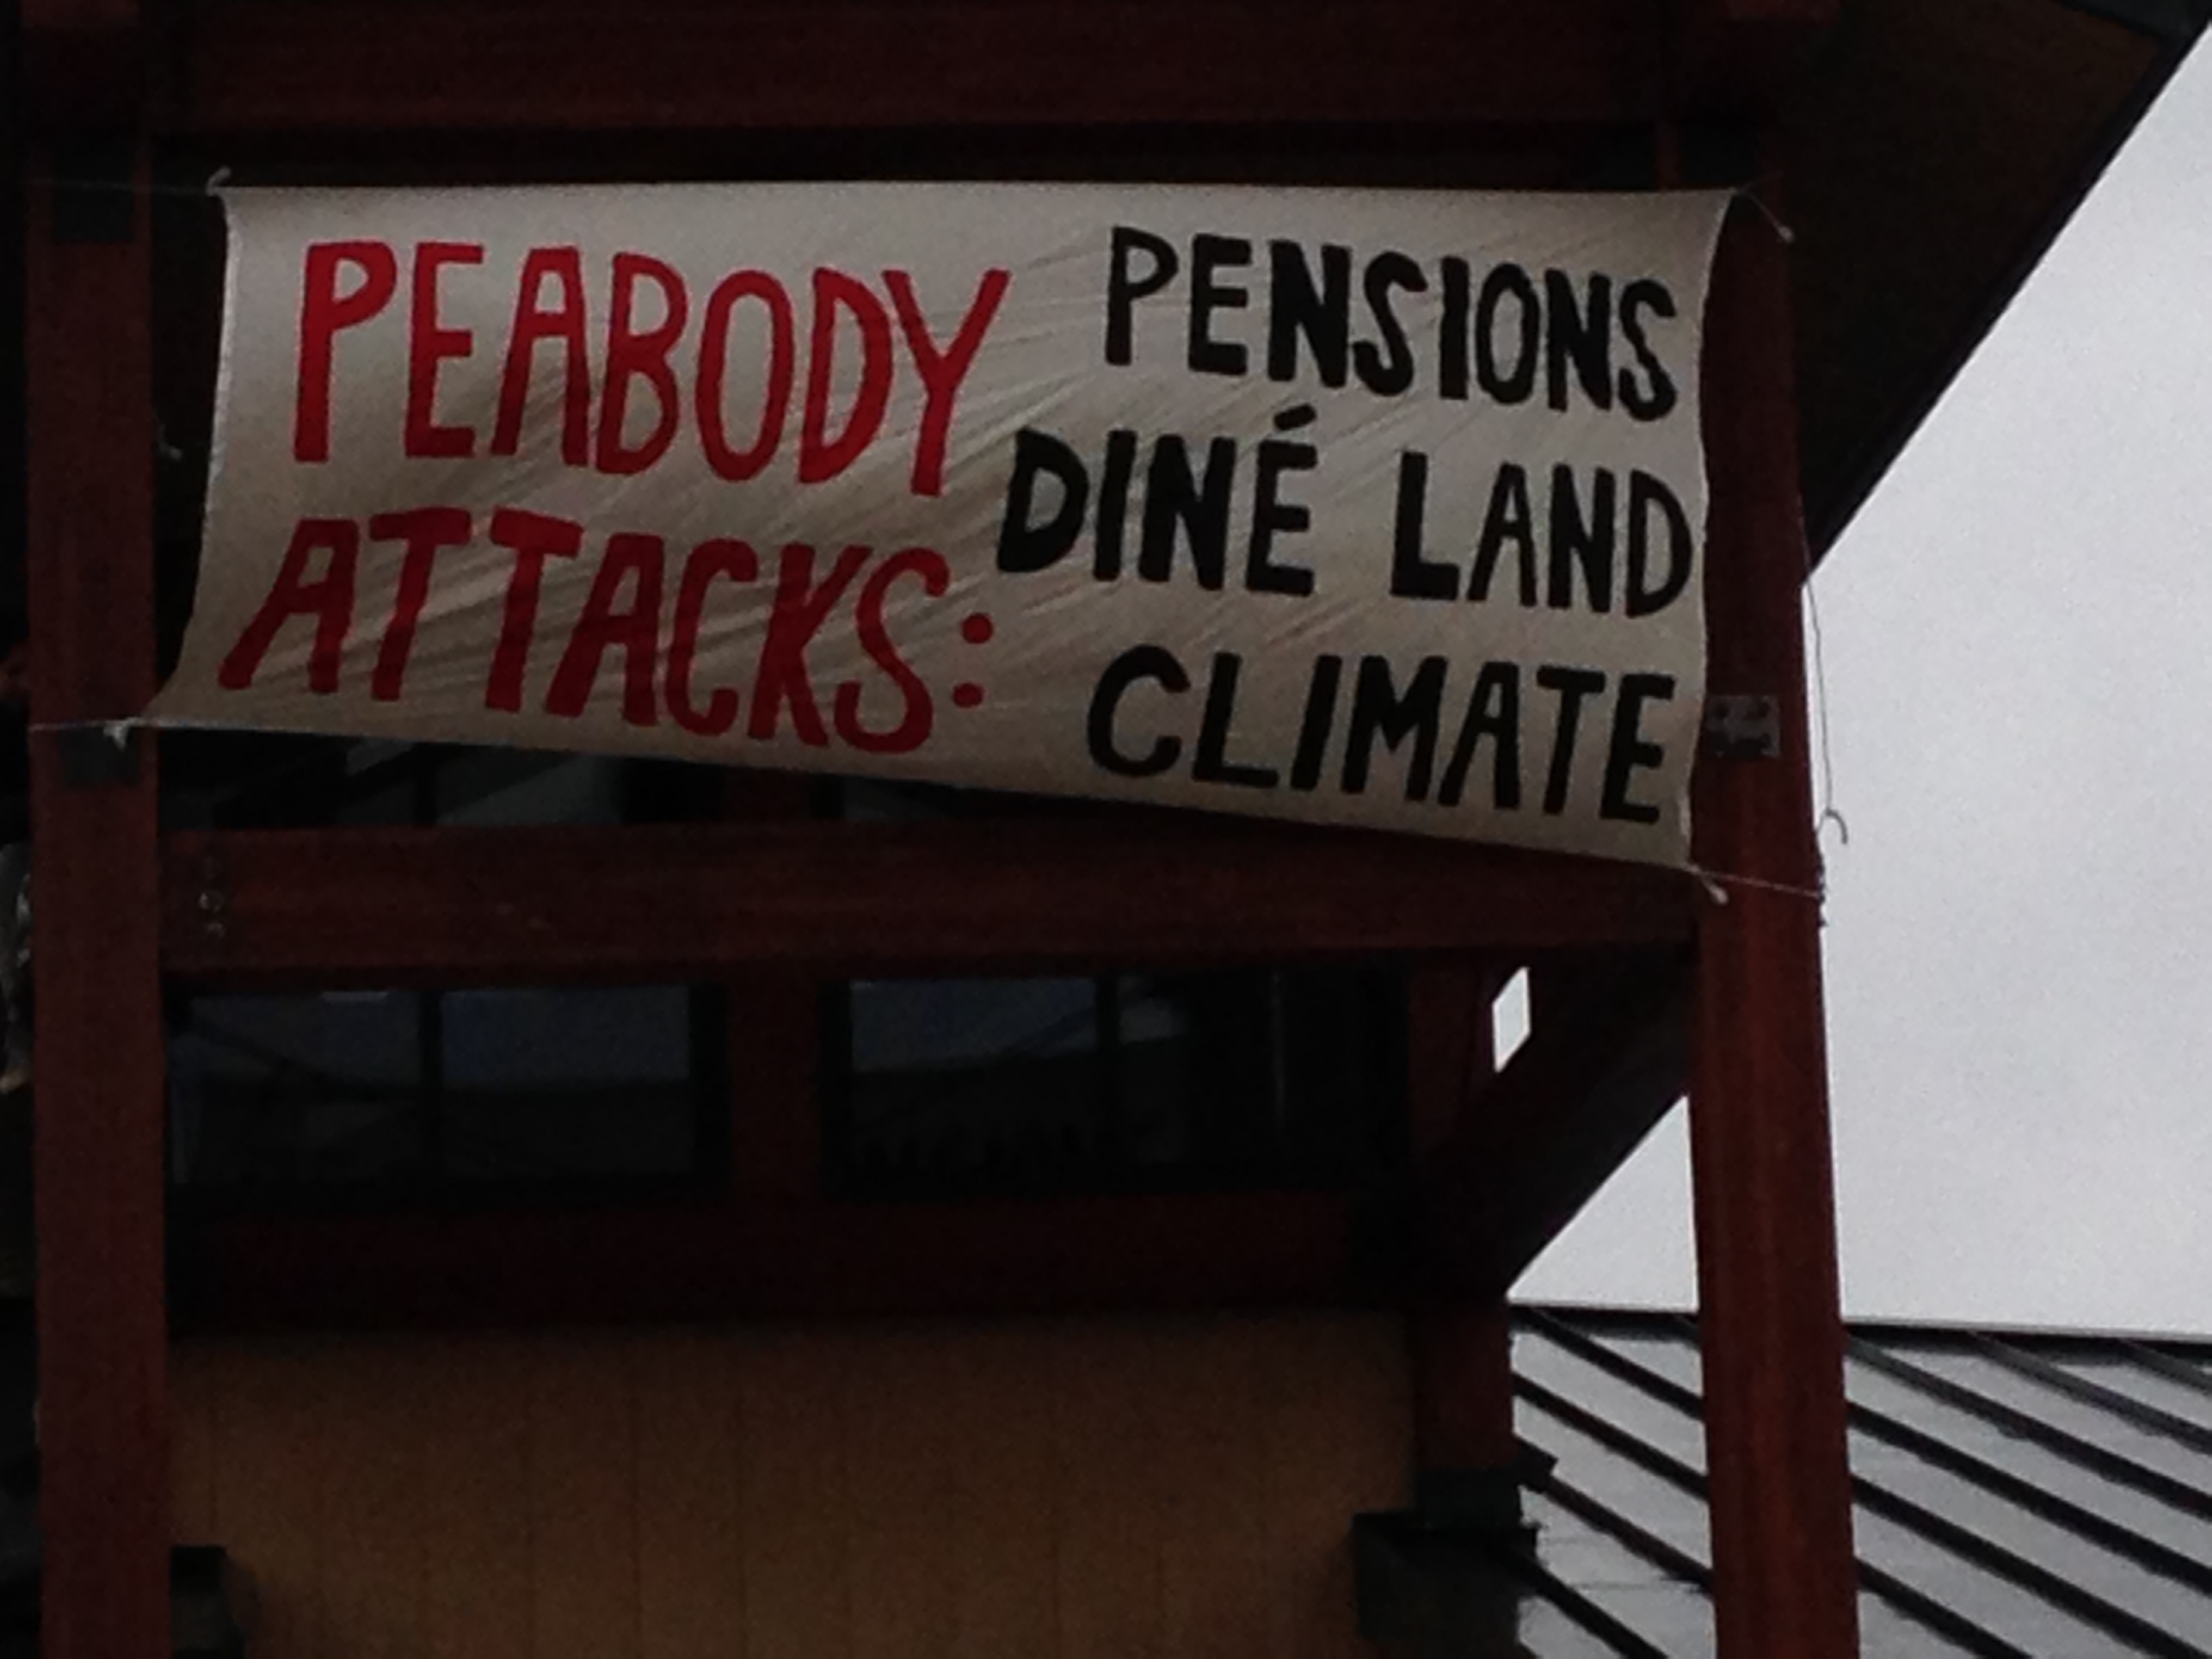 PEABODY
ATTACKS:
PENSIONS
DINÉ LAND
CLIMATE